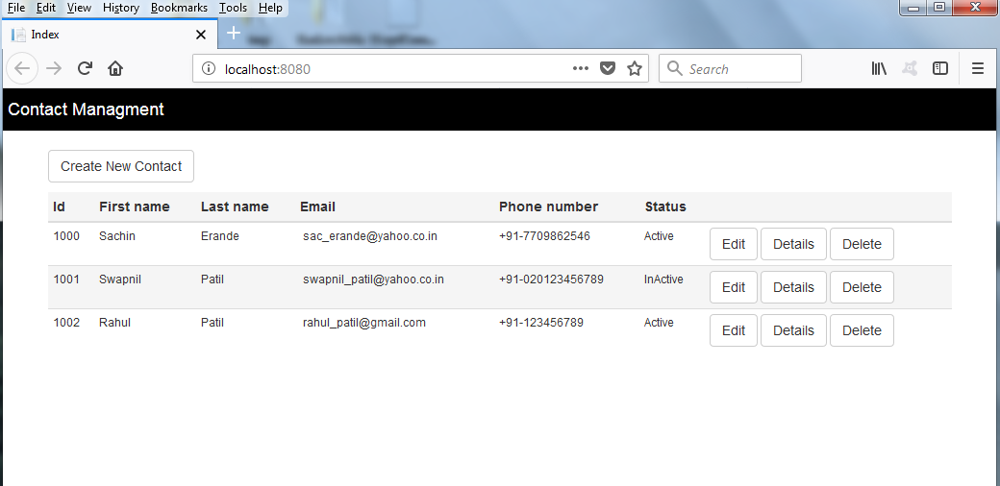 File Edit View History Bookmarks Tools Help
Index
localhost:8080 Search
Contact Managment
Create New Contact
Id First name Last name Email Phone number Status
1000 Sachin Erande sac_erande@yahoo.co.in +91-7709862546 Active Edit Details Delete
1001 Swapnil Patil swapnil_patil@yahoo.co.in +91-020123456789 InActive Edit Details Delete
1002 Rahul Patil rahul_patil@gmail.com +91-123456789 Active Edit Details Delete